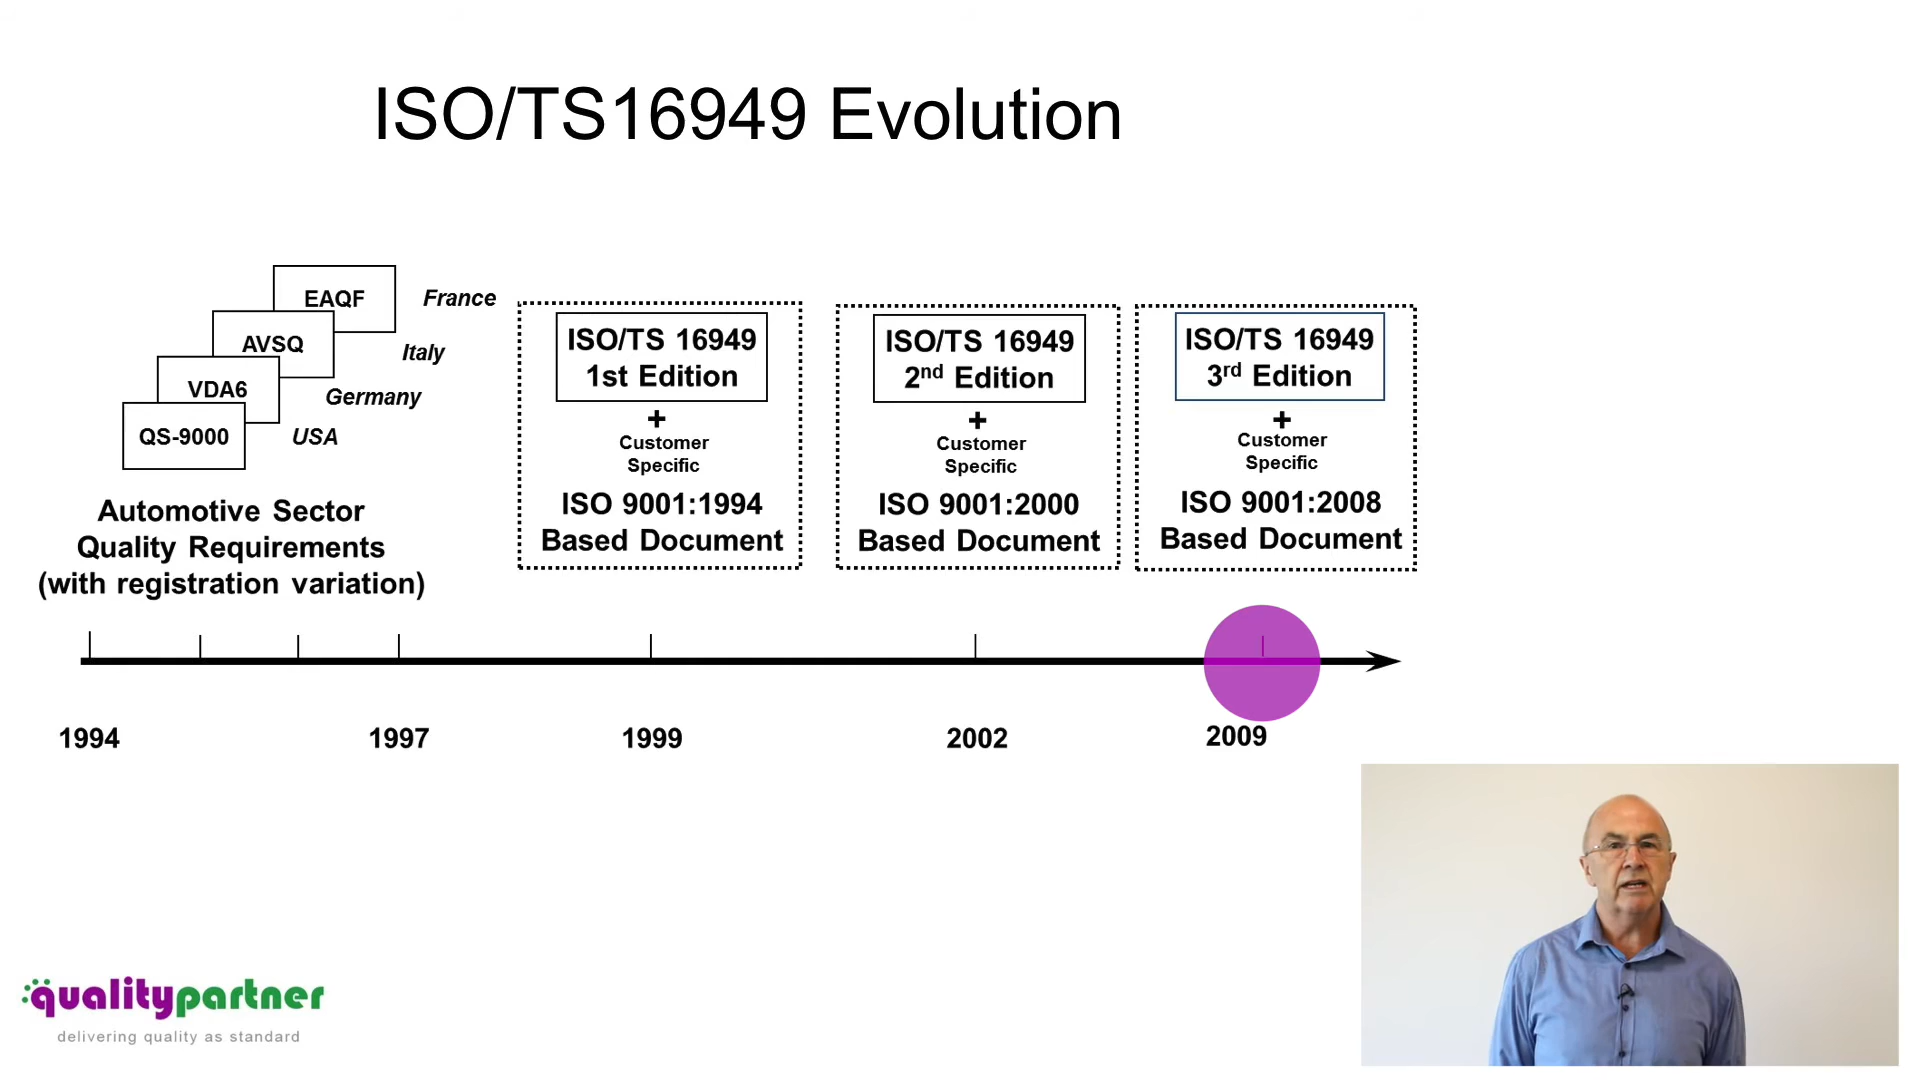 ISO/TS16949 Evolution
EAQF
France
AVSQ
Italy
VDA6
Germany
QS-9000
USA
Automotive Sector
Quality Requirements
(with registration variation)
ISO/TS 16949
1st Edition
+
Customer
Specific
ISO 9001:1994
Based Document
ISO/TS 16949
2nd Edition
+
Customer
Specific
ISO 9001:2000
Based Document
ISO/TS 16949
3rd Edition
+
Customer
Specific
ISO 9001:2008
Based Document
1994
1997
1999
2002
2009
qualitypartner
delivering quality as standard